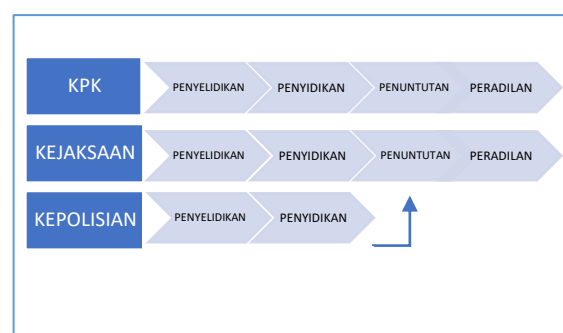 KPK
PENYELIDIKAN
PENYIDIKAN
PENUNTUTAN
PERADILAN
KEJAKSAAN
PENYELIDIKAN
PENYIDIKAN
PENUNTUTAN
PERADILAN
KEPOLISIAN
PENYELIDIKAN
PENYIDIKAN